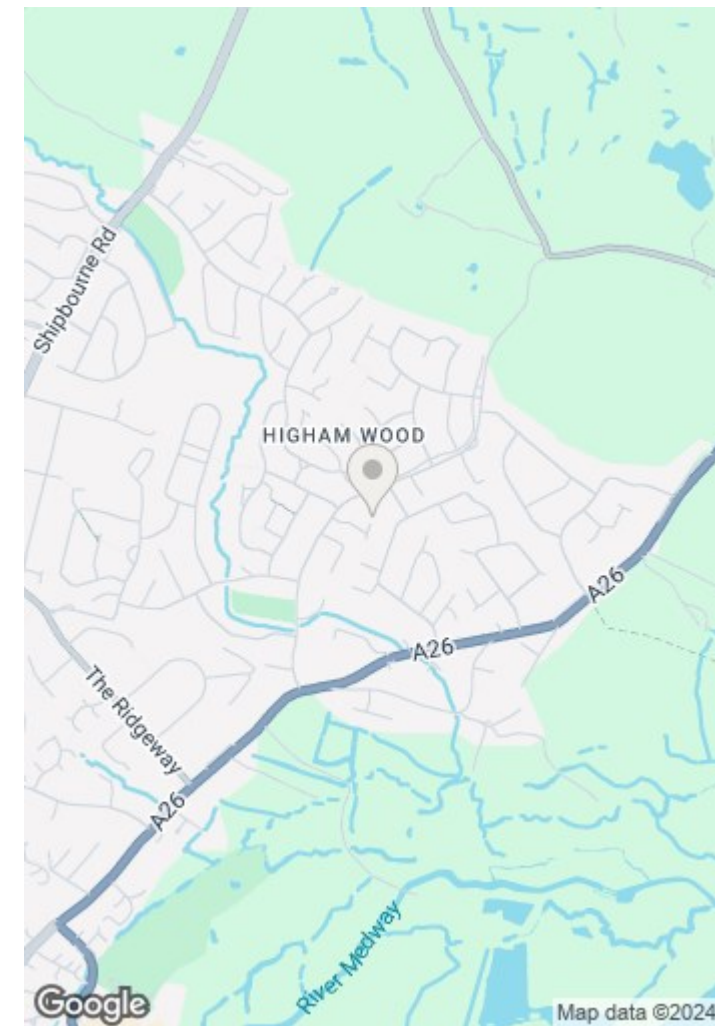 Shipbourne Rd
HIGHAM WOOD
A26
A26
The Ridgeway
A26
River Medway
Google
Map data ©2024